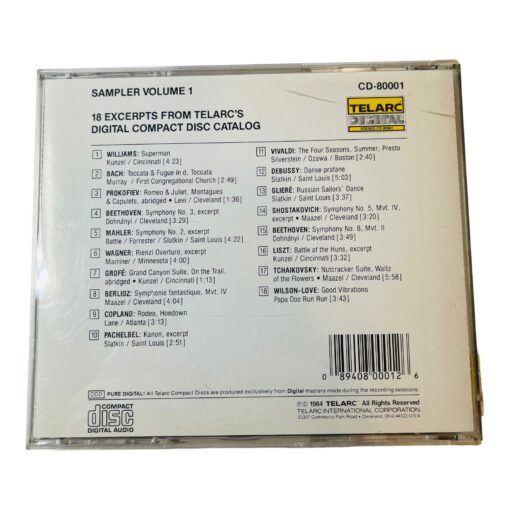 SAMPLER VOLUME 1
CD-80001
18 EXCERPTS FROM TELARC'S
DIGITAL COMPACT DISC CATALOG
TELARC
DIGITAL
1 WILLIAMS: Superman
Kunzel / Cincinnati [4:23]
2 BACH: Toccata & Fugue in d, Toccata
Murray / First Congregational Church [2:49]
3 PROKOFIEV: Romeo & Juliet, Montagues
& Capulets, abridged • Levi / Cleveland [1:36]
4 BEETHOVEN: Symphony No. 3, excerpt
Dohnányi / Cleveland [3:29]
5 MAHLER: Symphony No. 2, excerpt
Battle / Forrester / Slatkin / Saint Louis [4:22]
6 WAGNER: Rienzi Overture, excerpt
Marriner / Minnesota [4:00]
7 GROFÉ: Grand Canyon Suite, On the Trail,
abridged • Kunzel / Cincinnati [1:13]
8 BERLIOZ: Symphonie fantastique, Mvt. IV
Maazel / Cleveland [4:04]
9 COPLAND: Rodeo, Hoedown
Lane / Atlanta [3:13]
10 PACHELBEL: Kanon, excerpt
Slatkin / Saint Louis [2:51]
11 VIVALDI: The Four Seasons, Summer, Presto
Silverstein / Ozawa / Boston [2:40]
12 DEBUSSY: Danse profane
Slatkin / Saint Louis [5:03]
13 GLIERÉ: Russian Sailors' Dance
Slatkin / Saint Louis [3:37]
14 SHOSTAKOVICH: Symphony No. 5, Mvt. IV,
excerpt • Maazel / Cleveland [3:20]
15 BEETHOVEN: Symphony No. 8, Mvt. II
Dohnányi / Cleveland [3:49]
16 LISZT: Battle of the Huns, excerpt
Kunzel / Cincinnati [3:32]
17 TCHAIKOVSKY: Nutcracker Suite, Waltz
of the Flowers • Maazel / Cleveland [5:58]
18 WILSON-LOVE: Good Vibrations
Papa Doo Run Run [3:43]
0 89408 00012 6
DDD PURE DIGITAL! All Telarc Compact Discs are produced exclusively from Digital masters made during the recording sessions.
COMPACT
disc
DIGITAL AUDIO
℗© 1984 TELARC® All Rights Reserved
TELARC INTERNATIONAL CORPORATION
23307 Commerce Park Road • Cleveland, Ohio 44122 U.S.A.